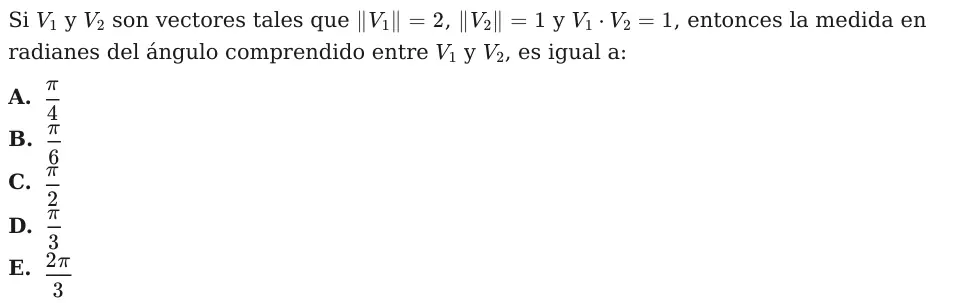 Si V₁ y V₂ son vectores tales que ‖V₁‖ = 2, ‖V₂‖ = 1 y V₁ · V₂ = 1, entonces la medida en
radianes del ángulo comprendido entre V₁ y V₂, es igual a:
A. π/4
B. π/6
C. π/2
D. π/3
E. 2π/3